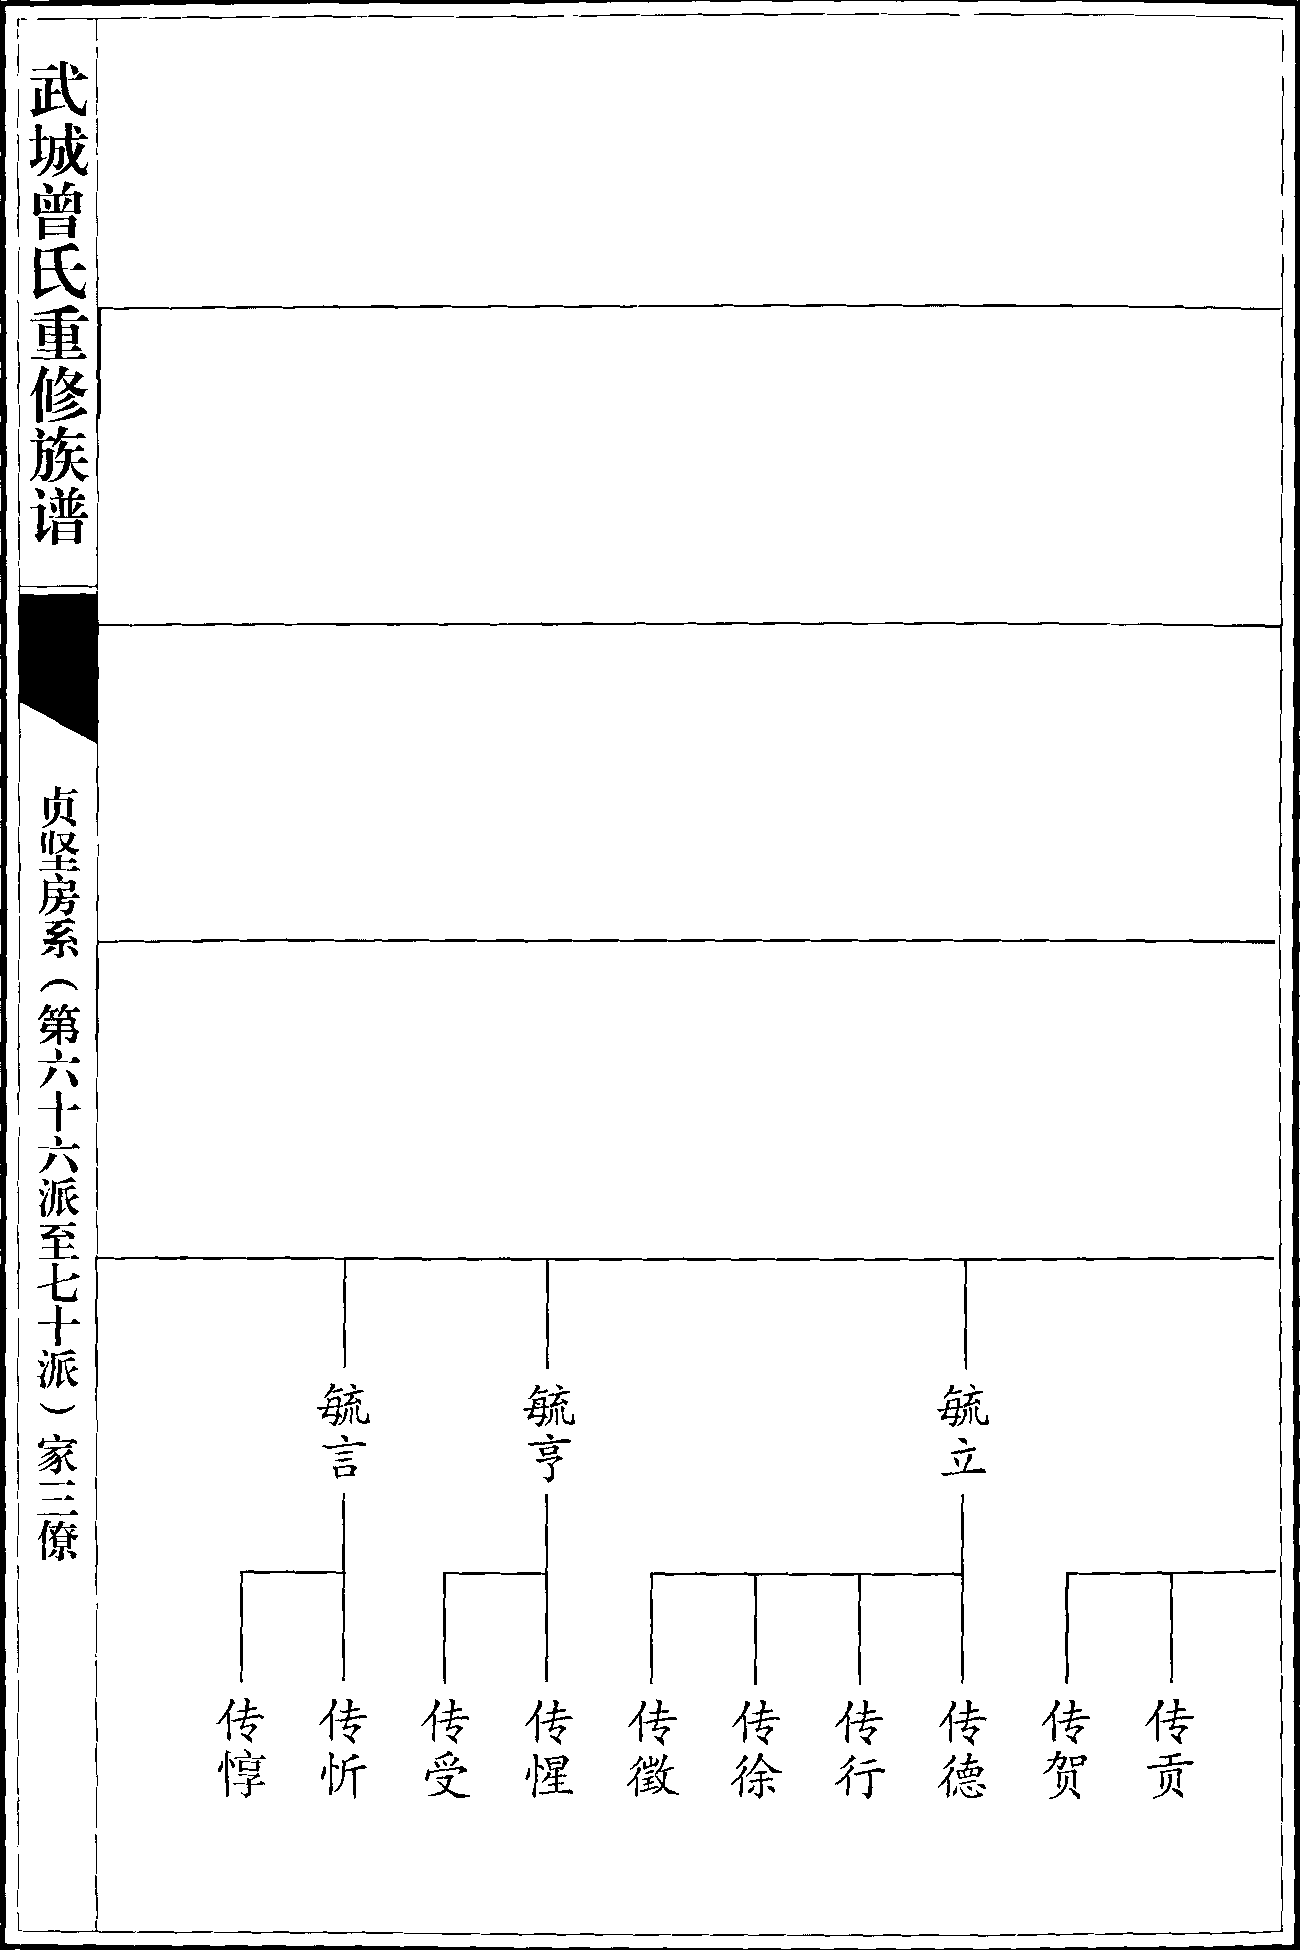 武城曾氏重修族谱
贞坚房系（第六十六派至七十派）家三僚
毓立
毓亨
毓言
传贡
传贺
传德
传行
传徐
传徵
传惺
传受
传忻
传惇